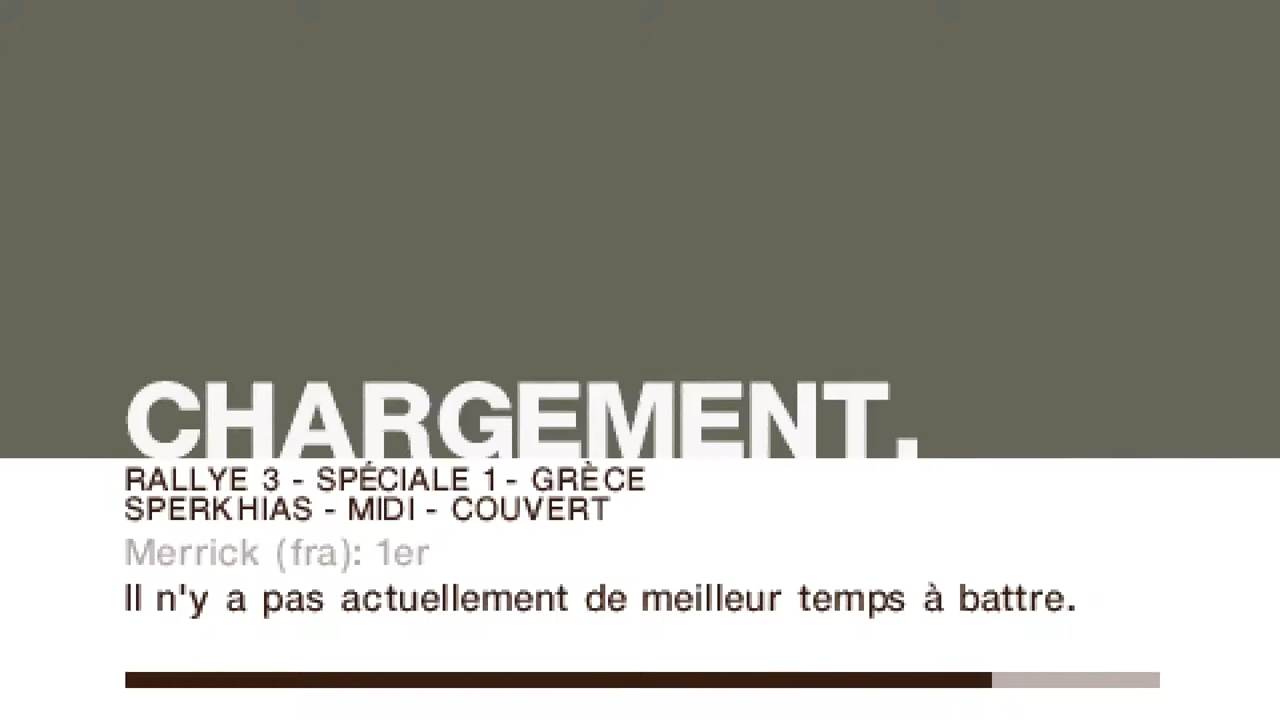 CHARGEMENT.
RALLYE 3 - SPÉCIALE 1 - GRÈCE
SPERKHIAS - MIDI - COUVERT
Merrick (fra): 1er
Il n'y a pas actuellement de meilleur temps à battre.